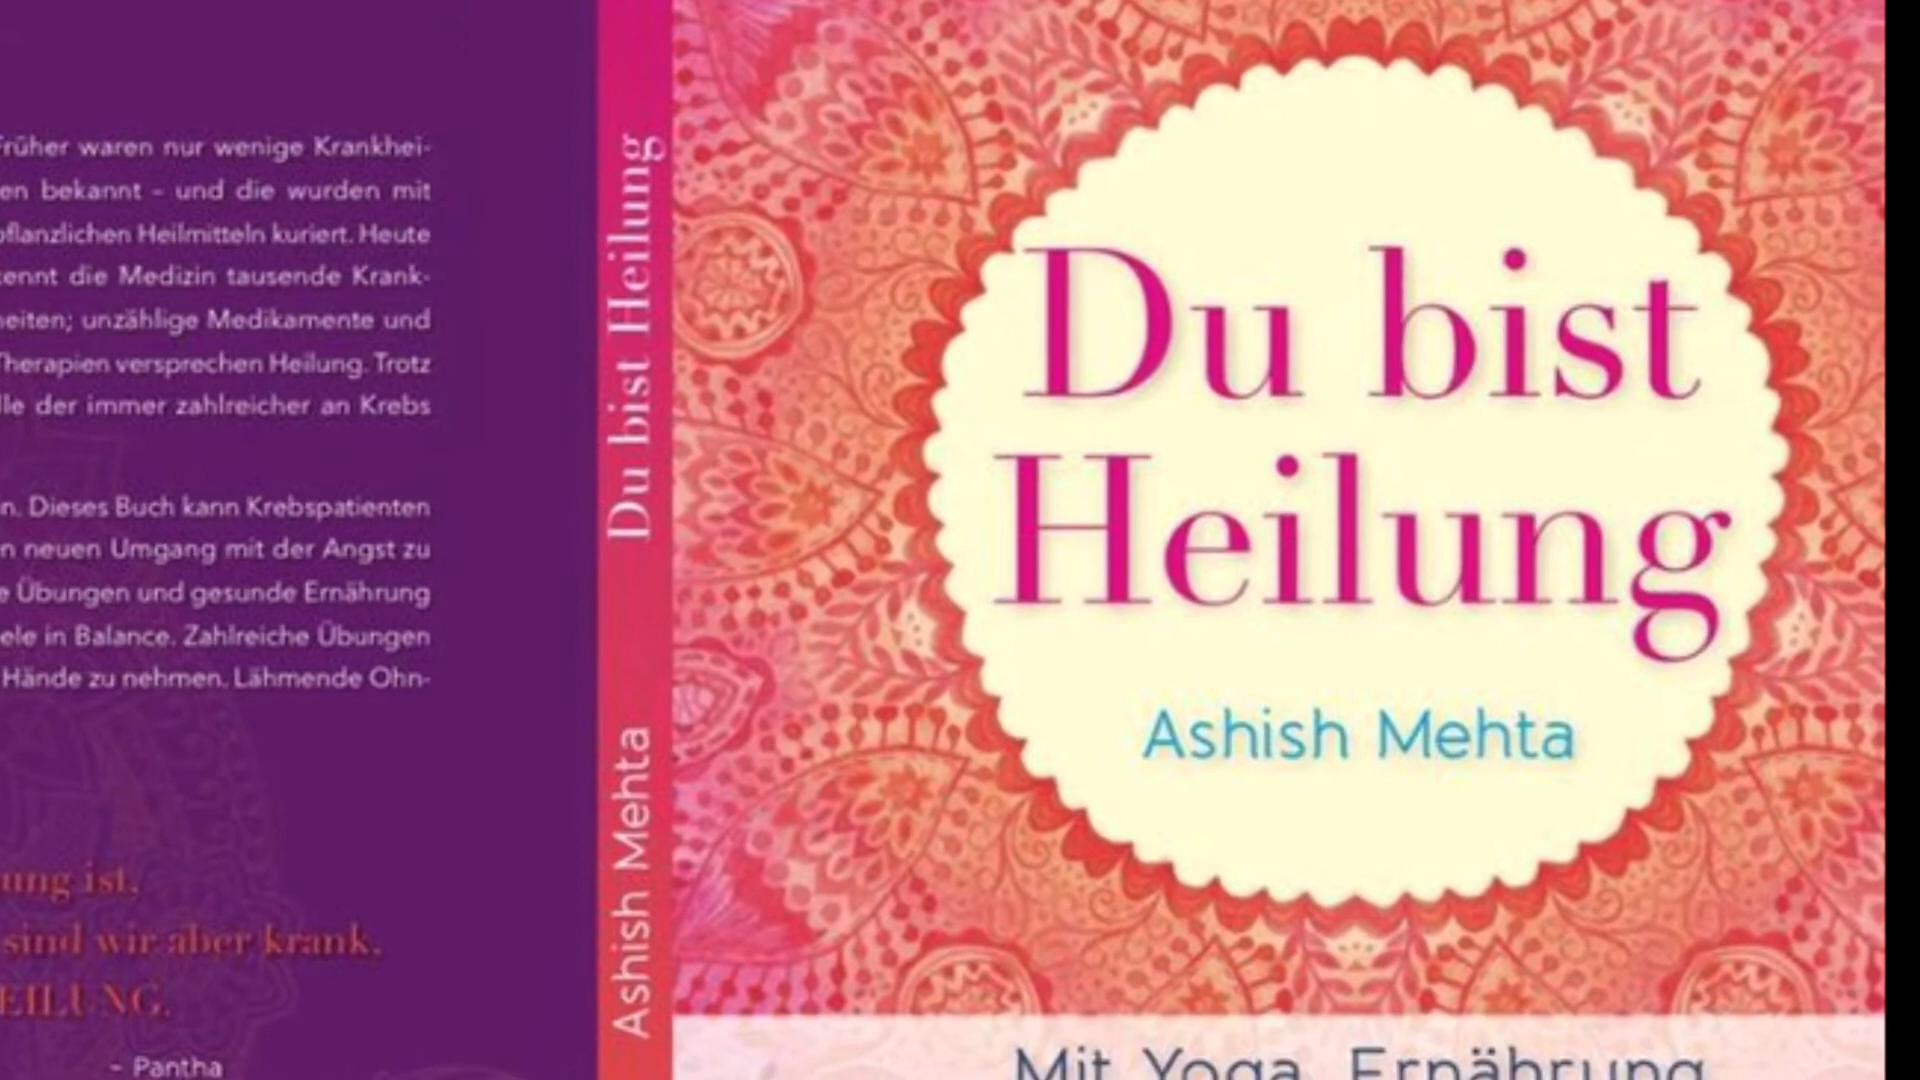 Früher waren nur wenige Krankhei-
en bekannt – und die wurden mit
pflanzlichen Heilmitteln kuriert. Heute
kennt die Medizin tausende Krank-
heiten; unzählige Medikamente und
Therapien versprechen Heilung. Trotz
lle der immer zahlreicher an Krebs
n. Dieses Buch kann Krebspatienten
n neuen Umgang mit der Angst zu
e Übungen und gesunde Ernährung
ele in Balance. Zahlreiche Übungen
Hände zu nehmen. Lähmende Ohn-
ung ist.
sind wir aber krank.
EILUNG.
– Pantha
Du bist Heilung
Ashish Mehta
Du bist
Heilung
Ashish Mehta
Mit Yoga, Ernährung